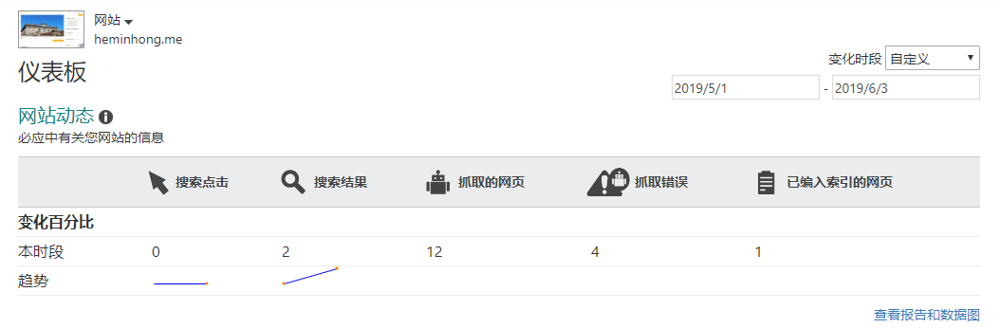 网站
heminhong.me
仪表板
变化时段 自定义
2019/5/1 - 2019/6/3
网站动态
必应中有关您网站的信息
搜索点击 搜索结果 抓取的网页 抓取错误 已编入索引的网页
变化百分比
本时段 0 2 12 4 1
趋势
查看报告和数据图